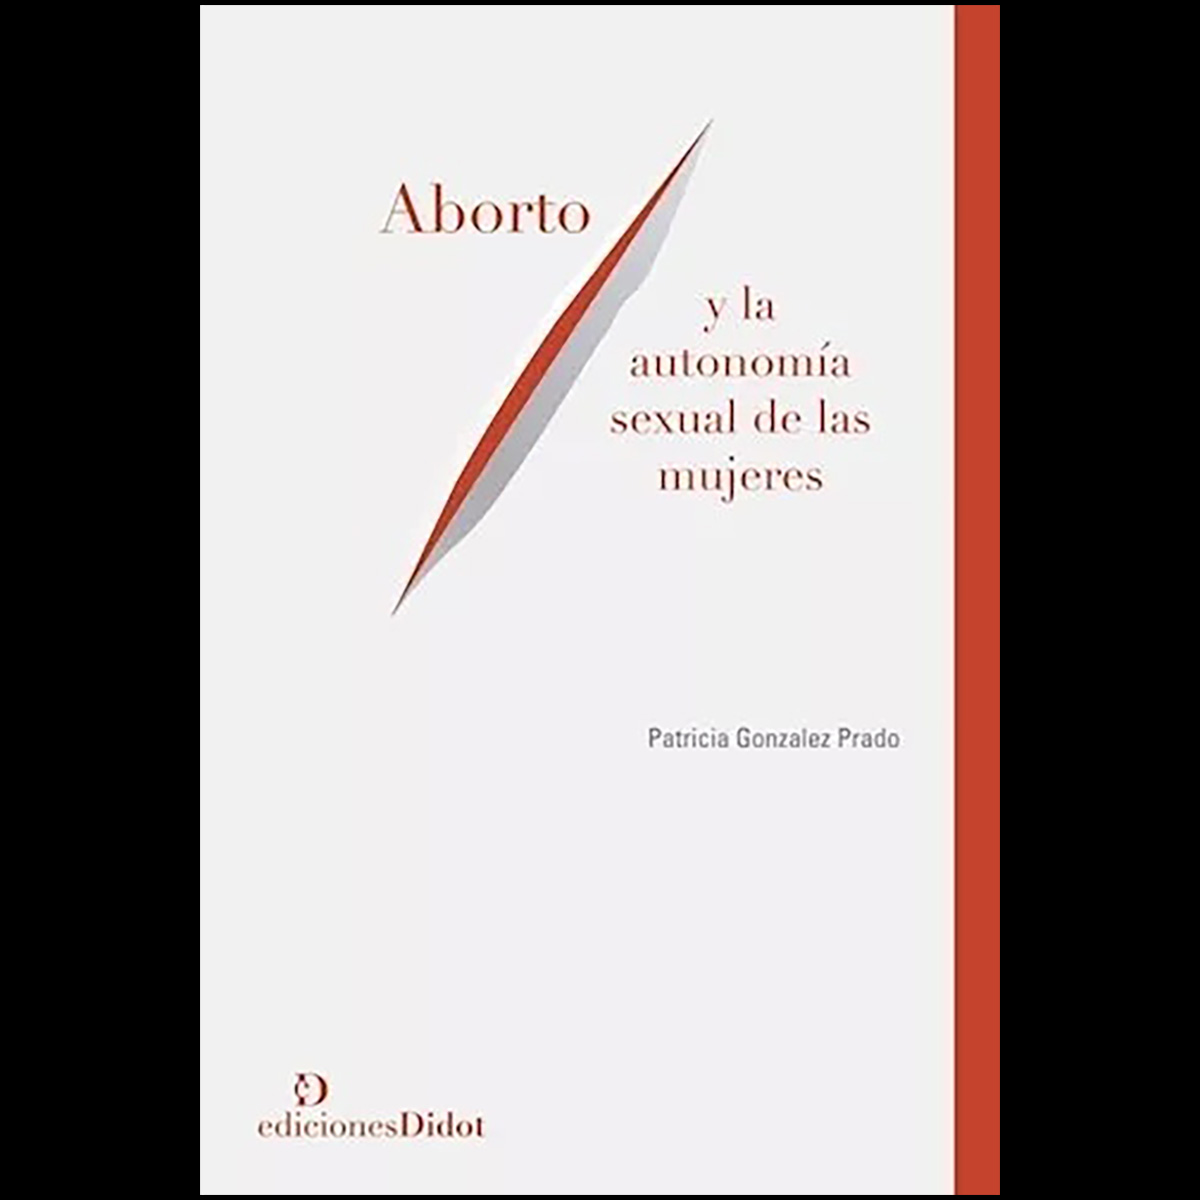 Aborto
y la
autonomía
sexual de las
mujeres
Patricia Gonzalez Prado
edicionesDidot